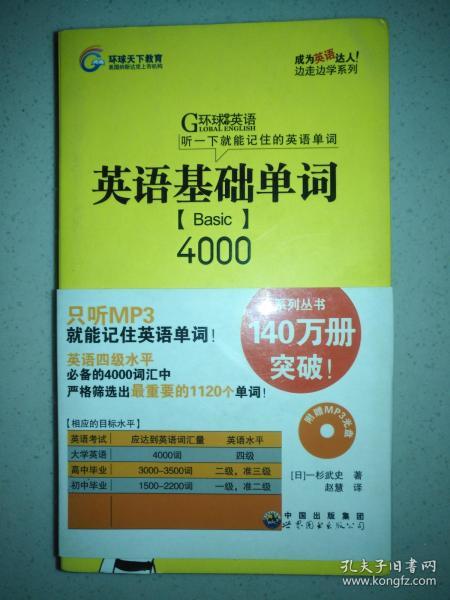 环球天下教育
美国纳斯达克上市机构
成为英语达人!
边走边学系列
环球英语
GLOBAL ENGLISH
听一下就能记住的英语单词
英语基础单词
【 Basic 】
4000
只听MP3
就能记住英语单词!
英语四级水平
必备的4000词汇中
严格筛选出最重要的1120个单词!
系列丛书
140万册
突破!
附赠MP3光盘
【相应的目标水平】
英语考试 应达到英语词汇量 英语水平
大学英语 4000词 四级
高中毕业 3000-3500词 二级,准三级
初中毕业 1500-2200词 一级,准二级
[日]一杉武史 著
赵慧 译
中国出版集团
世界图书出版公司
孔夫子旧书网
www.kongfz.com